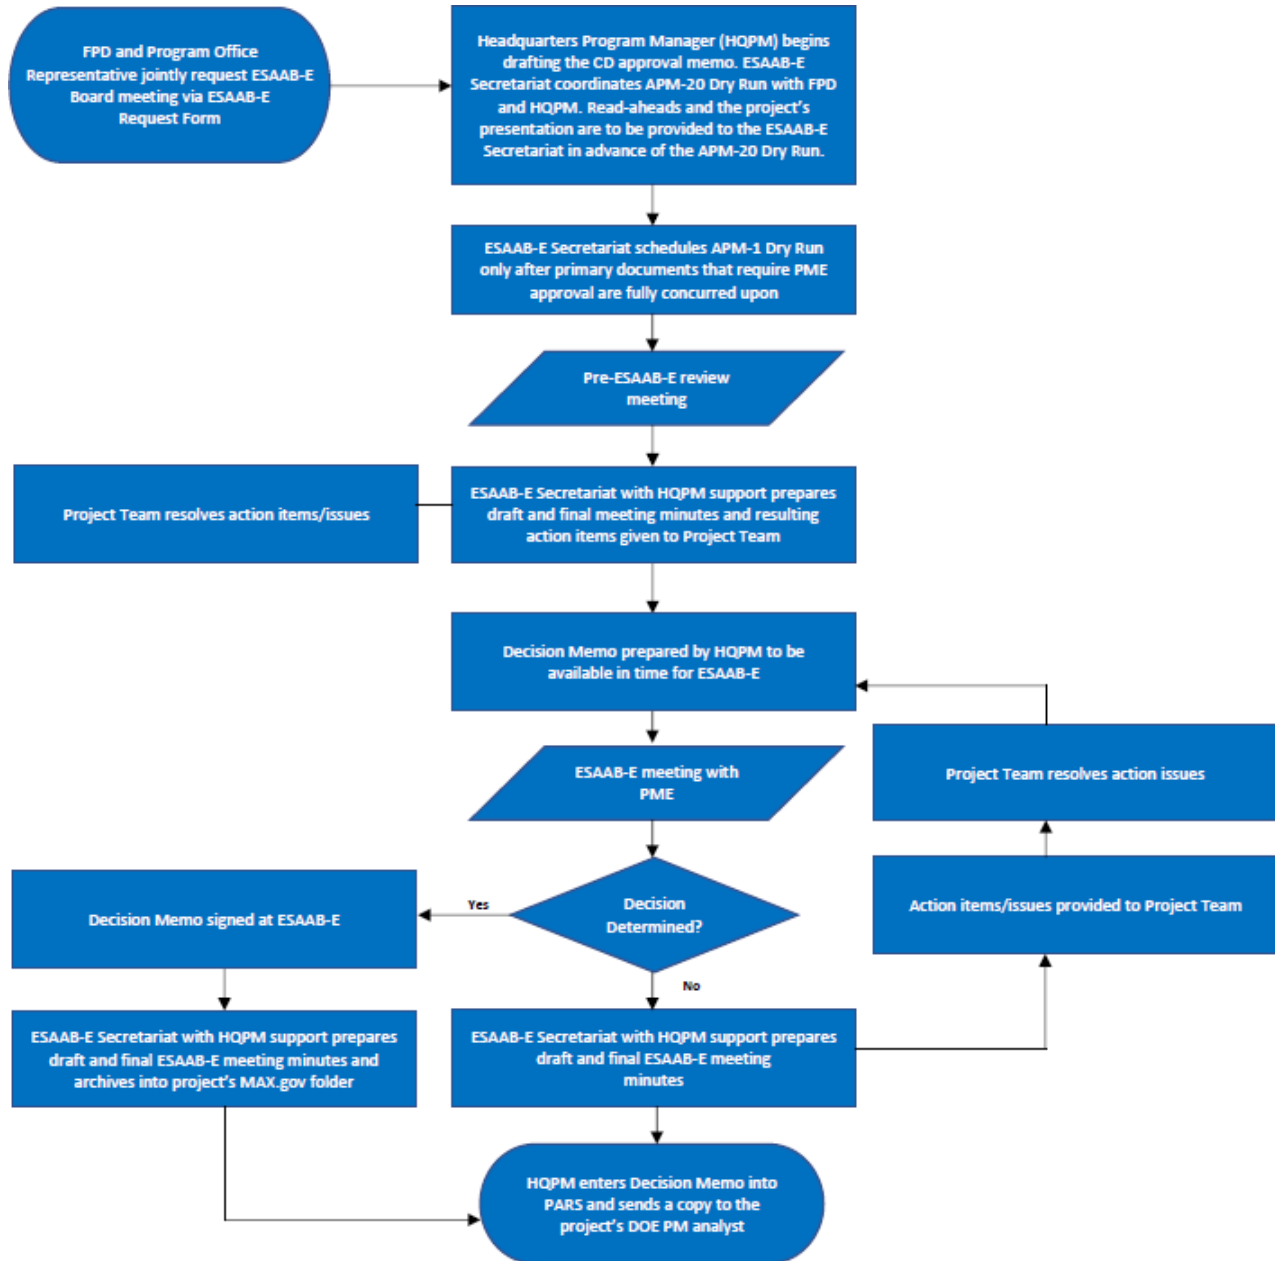 FPD and Program Office
Representative jointly request ESAAB-E
Board meeting via ESAAB-E
Request Form
Headquarters Program Manager (HQPM) begins
drafting the CD approval memo. ESAAB-E
Secretariat coordinates APM-20 Dry Run with FPD
and HQPM. Read-aheads and the project's
presentation are to be provided to the ESAAB-E
Secretariat in advance of the APM-20 Dry Run.
ESAAB-E Secretariat schedules APM-1 Dry Run
only after primary documents that require PME
approval are fully concurred upon
Pre-ESAAB-E review
meeting
Project Team resolves action items/issues
ESAAB-E Secretariat with HQPM support prepares
draft and final meeting minutes and resulting
action items given to Project Team
Decision Memo prepared by HQPM to be
available in time for ESAAB-E
ESAAB-E meeting with
PME
Project Team resolves action issues
Action items/issues provided to Project Team
Decision
Determined?
Yes
No
Decision Memo signed at ESAAB-E
ESAAB-E Secretariat with HQPM support prepares
draft and final ESAAB-E meeting minutes and
archives into project's MAX.gov folder
ESAAB-E Secretariat with HQPM support prepares
draft and final ESAAB-E meeting
minutes
HQPM enters Decision Memo into
PARS and sends a copy to the
project's DOE PM analyst